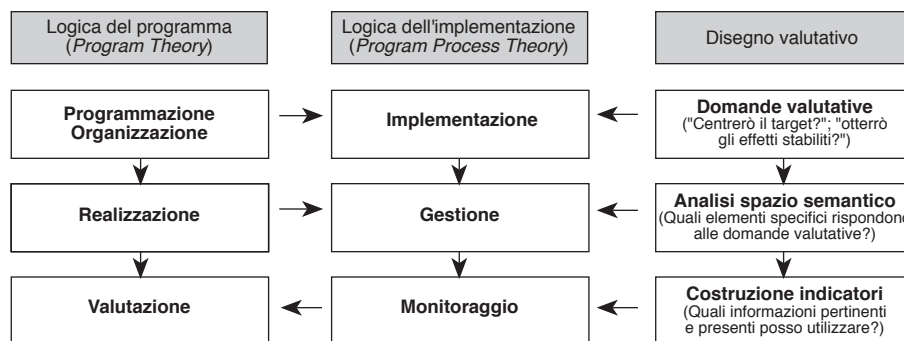 Logica del programma
(Program Theory)
Logica dell'implementazione
(Program Process Theory)
Disegno valutativo
Programmazione
Organizzazione
Implementazione
Domande valutative
("Centrerò il target?"; "otterrò
gli effetti stabiliti?")
Realizzazione
Gestione
Analisi spazio semantico
(Quali elementi specifici rispondono
alle domande valutative?)
Valutazione
Monitoraggio
Costruzione indicatori
(Quali informazioni pertinenti
e presenti posso utilizzare?)